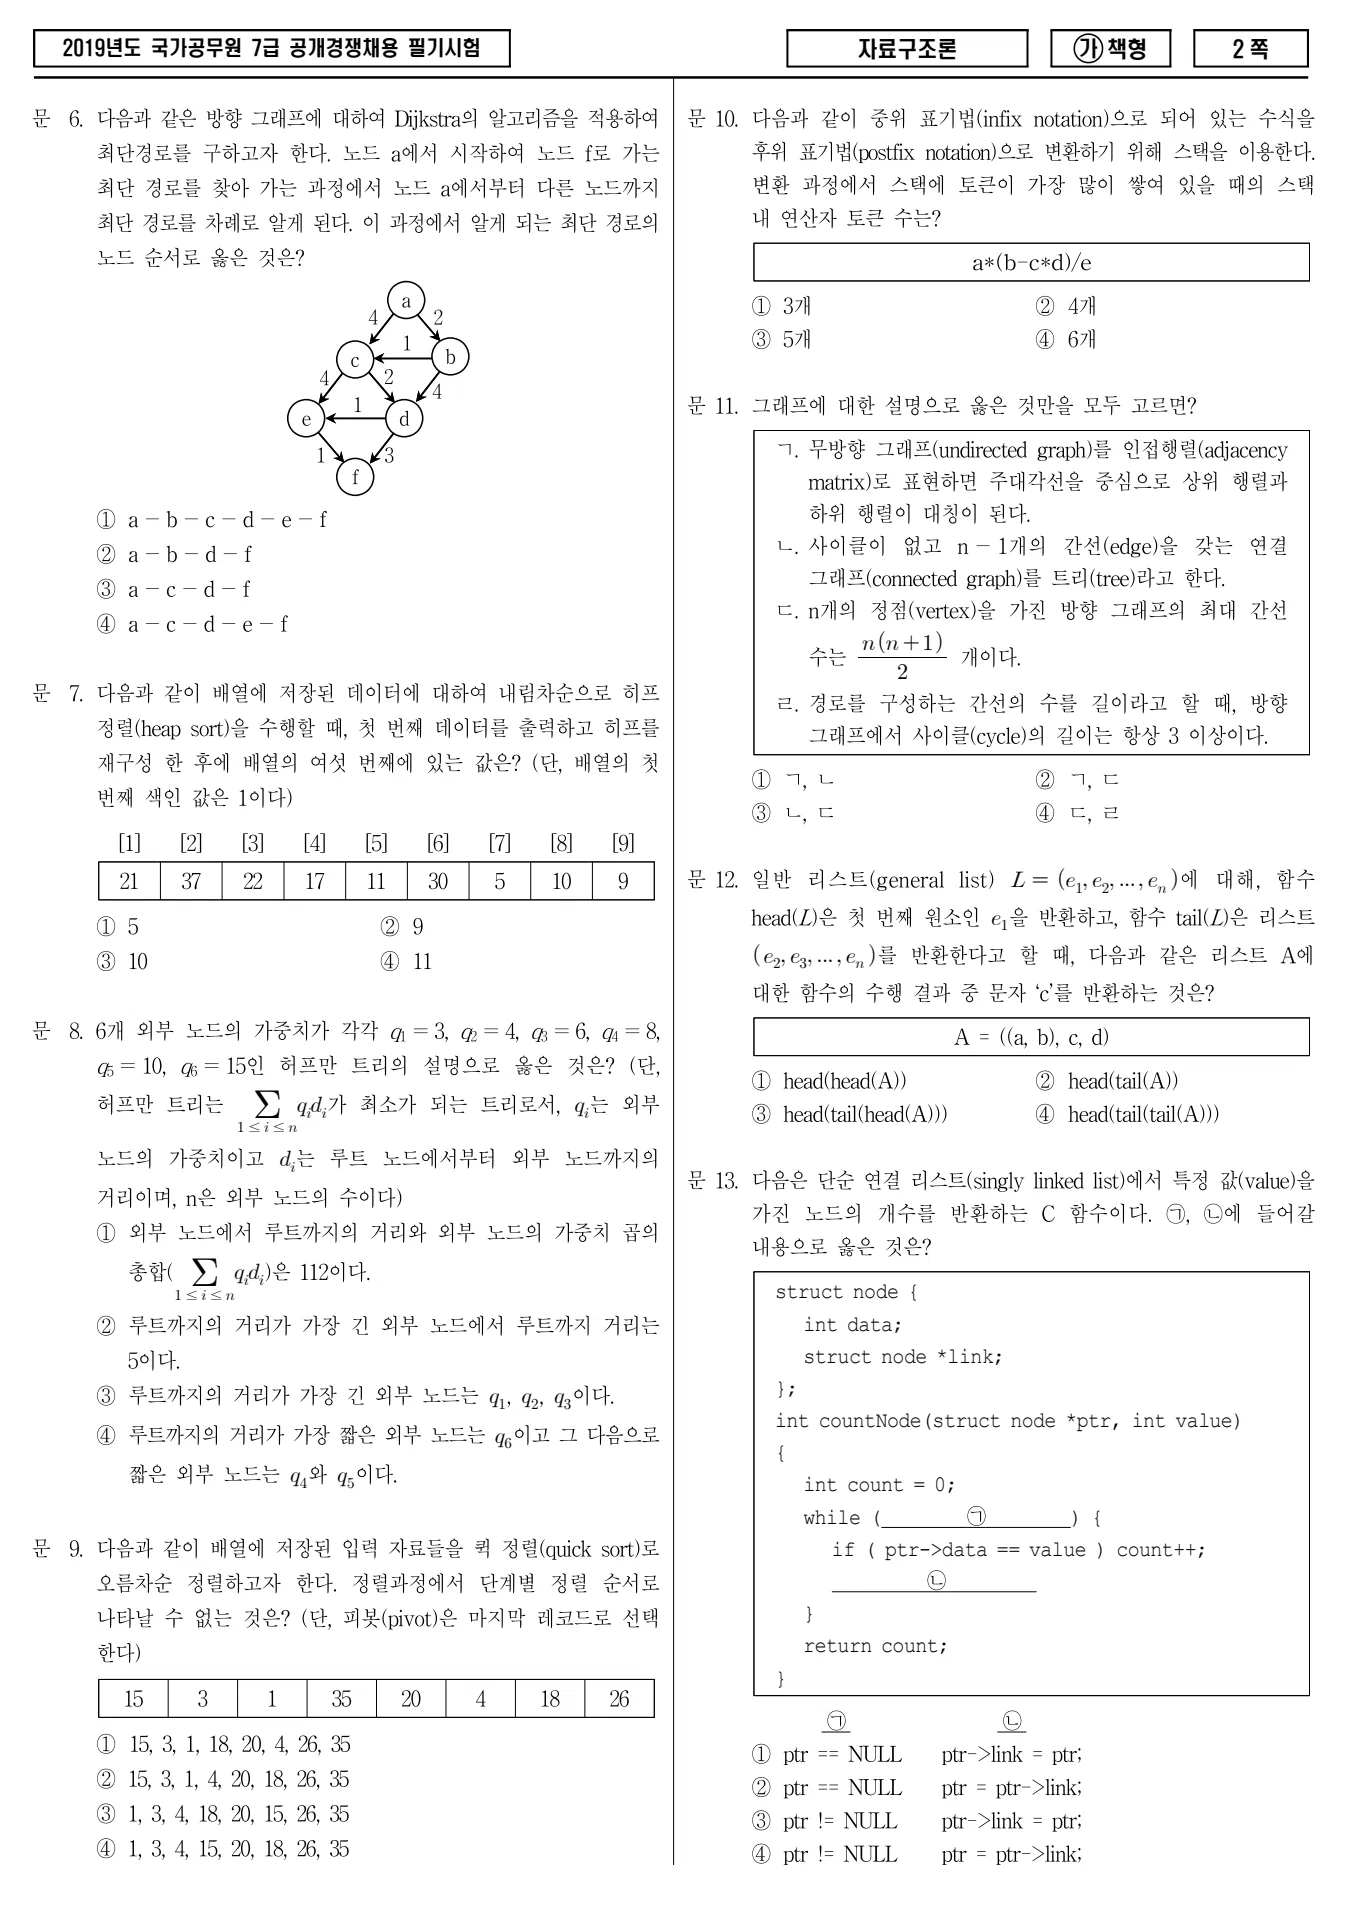 2019년도 국가공무원 7급 공개경쟁채용 필기시험
자료구조론
㉮ 책형
2 쪽
문 6. 다음과 같은 방향 그래프에 대하여 Dijkstra의 알고리즘을 적용하여
최단경로를 구하고자 한다. 노드 a에서 시작하여 노드 f로 가는
최단 경로를 찾아 가는 과정에서 노드 a에서부터 다른 노드까지
최단 경로를 차례로 알게 된다. 이 과정에서 알게 되는 최단 경로의
노드 순서로 옳은 것은?
a
4 2
1
c b
4 2 4
1
e d
1 3
f
① a - b - c - d - e - f
② a - b - d - f
③ a - c - d - f
④ a - c - d - e - f
문 7. 다음과 같이 배열에 저장된 데이터에 대하여 내림차순으로 히프
정렬(heap sort)을 수행할 때, 첫 번째 데이터를 출력하고 히프를
재구성 한 후에 배열의 여섯 번째에 있는 값은? (단, 배열의 첫
번째 색인 값은 1이다)
[1] [2] [3] [4] [5] [6] [7] [8] [9]
21 37 22 17 11 30 5 10 9
① 5 ② 9
③ 10 ④ 11
문 8. 6개 외부 노드의 가중치가 각각 q₁ = 3, q₂ = 4, q₃ = 6, q₄ = 8,
q₅ = 10, q₆ = 15인 허프만 트리의 설명으로 옳은 것은? (단,
허프만 트리는 ∑ qᵢdᵢ가 최소가 되는 트리로서, qᵢ는 외부
1 ≤ i ≤ n
노드의 가중치이고 dᵢ는 루트 노드에서부터 외부 노드까지의
거리이며, n은 외부 노드의 수이다)
① 외부 노드에서 루트까지의 거리와 외부 노드의 가중치 곱의
총합( ∑ qᵢdᵢ)은 112이다.
1 ≤ i ≤ n
② 루트까지의 거리가 가장 긴 외부 노드에서 루트까지 거리는
5이다.
③ 루트까지의 거리가 가장 긴 외부 노드는 q₁, q₂, q₃이다.
④ 루트까지의 거리가 가장 짧은 외부 노드는 q₆이고 그 다음으로
짧은 외부 노드는 q₄와 q₅이다.
문 9. 다음과 같이 배열에 저장된 입력 자료들을 퀵 정렬(quick sort)로
오름차순 정렬하고자 한다. 정렬과정에서 단계별 정렬 순서로
나타날 수 없는 것은? (단, 피봇(pivot)은 마지막 레코드로 선택
한다)
15 3 1 35 20 4 18 26
① 15, 3, 1, 18, 20, 4, 26, 35
② 15, 3, 1, 4, 20, 18, 26, 35
③ 1, 3, 4, 18, 20, 15, 26, 35
④ 1, 3, 4, 15, 20, 18, 26, 35
문 10. 다음과 같이 중위 표기법(infix notation)으로 되어 있는 수식을
후위 표기법(postfix notation)으로 변환하기 위해 스택을 이용한다.
변환 과정에서 스택에 토큰이 가장 많이 쌓여 있을 때의 스택
내 연산자 토큰 수는?
a*(b-c*d)/e
① 3개 ② 4개
③ 5개 ④ 6개
문 11. 그래프에 대한 설명으로 옳은 것만을 모두 고르면?
ㄱ. 무방향 그래프(undirected graph)를 인접행렬(adjacency
matrix)로 표현하면 주대각선을 중심으로 상위 행렬과
하위 행렬이 대칭이 된다.
ㄴ. 사이클이 없고 n - 1개의 간선(edge)을 갖는 연결
그래프(connected graph)를 트리(tree)라고 한다.
ㄷ. n개의 정점(vertex)을 가진 방향 그래프의 최대 간선
수는 n(n+1)/2 개이다.
ㄹ. 경로를 구성하는 간선의 수를 길이라고 할 때, 방향
그래프에서 사이클(cycle)의 길이는 항상 3 이상이다.
① ㄱ, ㄴ ② ㄱ, ㄷ
③ ㄴ, ㄷ ④ ㄷ, ㄹ
문 12. 일반 리스트(general list) L = (e₁, e₂, ..., eₙ)에 대해, 함수
head(L)은 첫 번째 원소인 e₁을 반환하고, 함수 tail(L)은 리스트
(e₂, e₃, ..., eₙ)를 반환한다고 할 때, 다음과 같은 리스트 A에
대한 함수의 수행 결과 중 문자 ‘c’를 반환하는 것은?
A = ((a, b), c, d)
① head(head(A)) ② head(tail(A))
③ head(tail(head(A))) ④ head(tail(tail(A)))
문 13. 다음은 단순 연결 리스트(singly linked list)에서 특정 값(value)을
가진 노드의 개수를 반환하는 C 함수이다. ㉠, ㉡에 들어갈
내용으로 옳은 것은?
struct node {
int data;
struct node *link;
};
int countNode(struct node *ptr, int value)
{
int count = 0;
while ( ㉠ ) {
if ( ptr->data == value ) count++;
㉡
}
return count;
}
㉠ ㉡
① ptr == NULL ptr->link = ptr;
② ptr == NULL ptr = ptr->link;
③ ptr != NULL ptr->link = ptr;
④ ptr != NULL ptr = ptr->link;